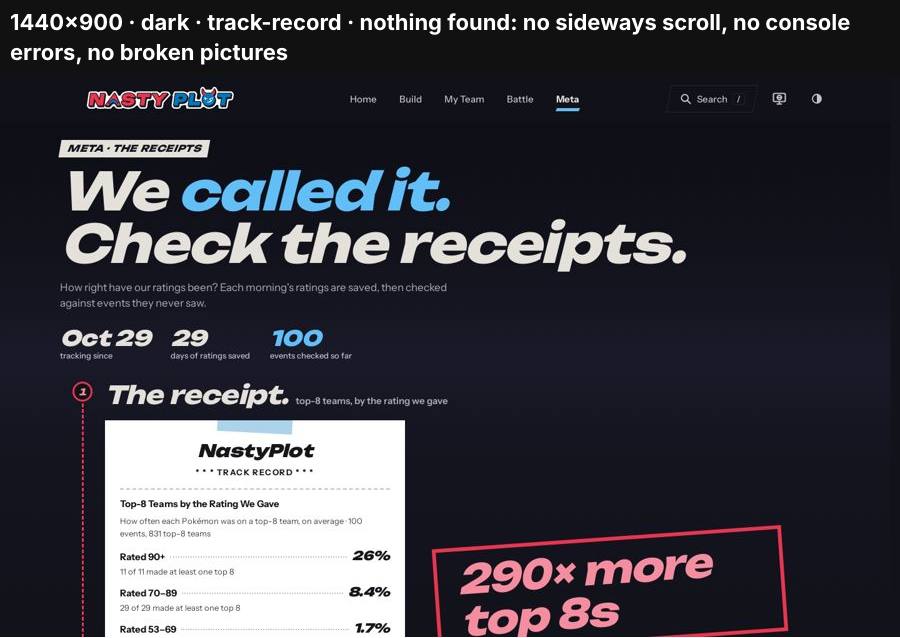 1440×900 · dark · track-record · nothing found: no sideways scroll, no console
errors, no broken pictures
NASTY PLOT
Home Build My Team Battle Meta
Search /
META · THE RECEIPTS
We called it.
Check the receipts.
How right have our ratings been? Each morning's ratings are saved, then checked
against events they never saw.
Oct 29 29 100
tracking since days of ratings saved events checked so far
1 The receipt. top-8 teams, by the rating we gave
NastyPlot
• • • TRACK RECORD • • •
Top-8 Teams by the Rating We Gave
How often each Pokémon was on a top-8 team, on average · 100
events, 831 top-8 teams
Rated 90+ 26%
11 of 11 made at least one top 8
Rated 70–89 8.4%
29 of 29 made at least one top 8
Rated 53–69 1.7%
290× more
top 8s